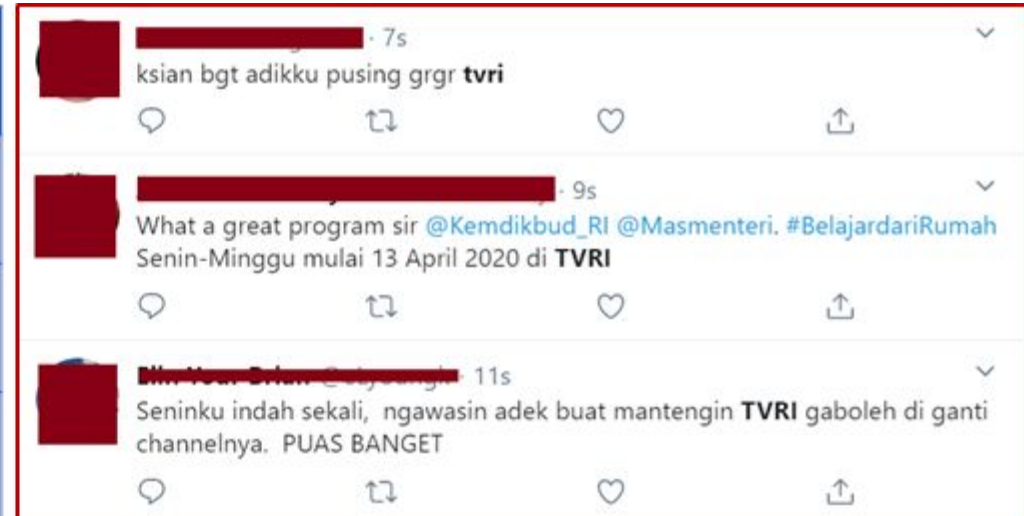 · 7s
ksian bgt adikku pusing grgr tvri
· 9s
What a great program sir @Kemdikbud_RI @Masmenteri. #BelajardariRumah
Senin-Minggu mulai 13 April 2020 di TVRI
· 11s
Seninku indah sekali, ngawasin adek buat mantengin TVRI gaboleh di ganti
channelnya. PUAS BANGET